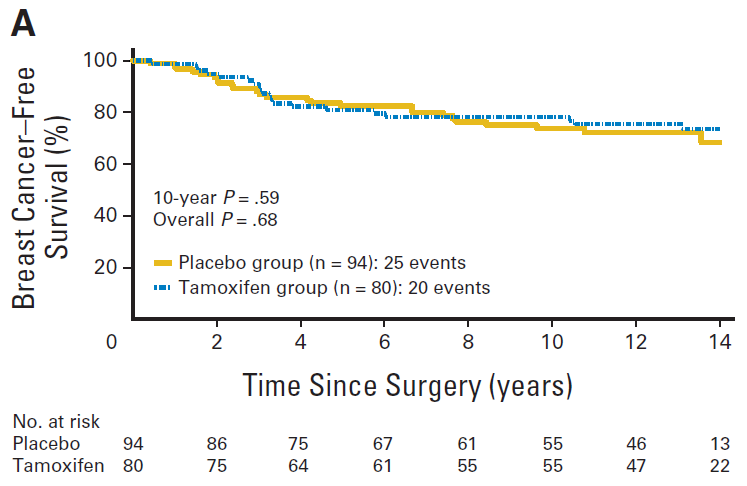 A
Breast Cancer–Free
Survival (%)
100
80
60
40
20
0
10-year P = .59
Overall P = .68
Placebo group (n = 94): 25 events
Tamoxifen group (n = 80): 20 events
2 4 6 8 10 12 14
Time Since Surgery (years)
No. at risk
Placebo 94 86 75 67 61 55 46 13
Tamoxifen 80 75 64 61 55 55 47 22